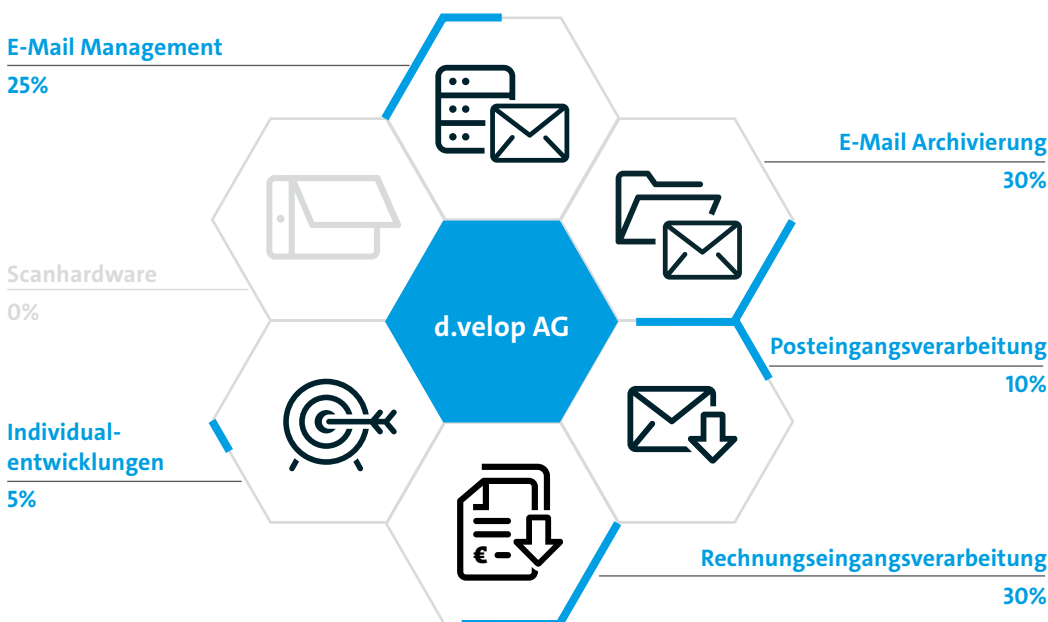 E-Mail Management
25%
E-Mail Archivierung
30%
Scanhardware
0%
d.velop AG
Posteingangsverarbeitung
10%
Individual-
entwicklungen
5%
€
Rechnungseingangsverarbeitung
30%